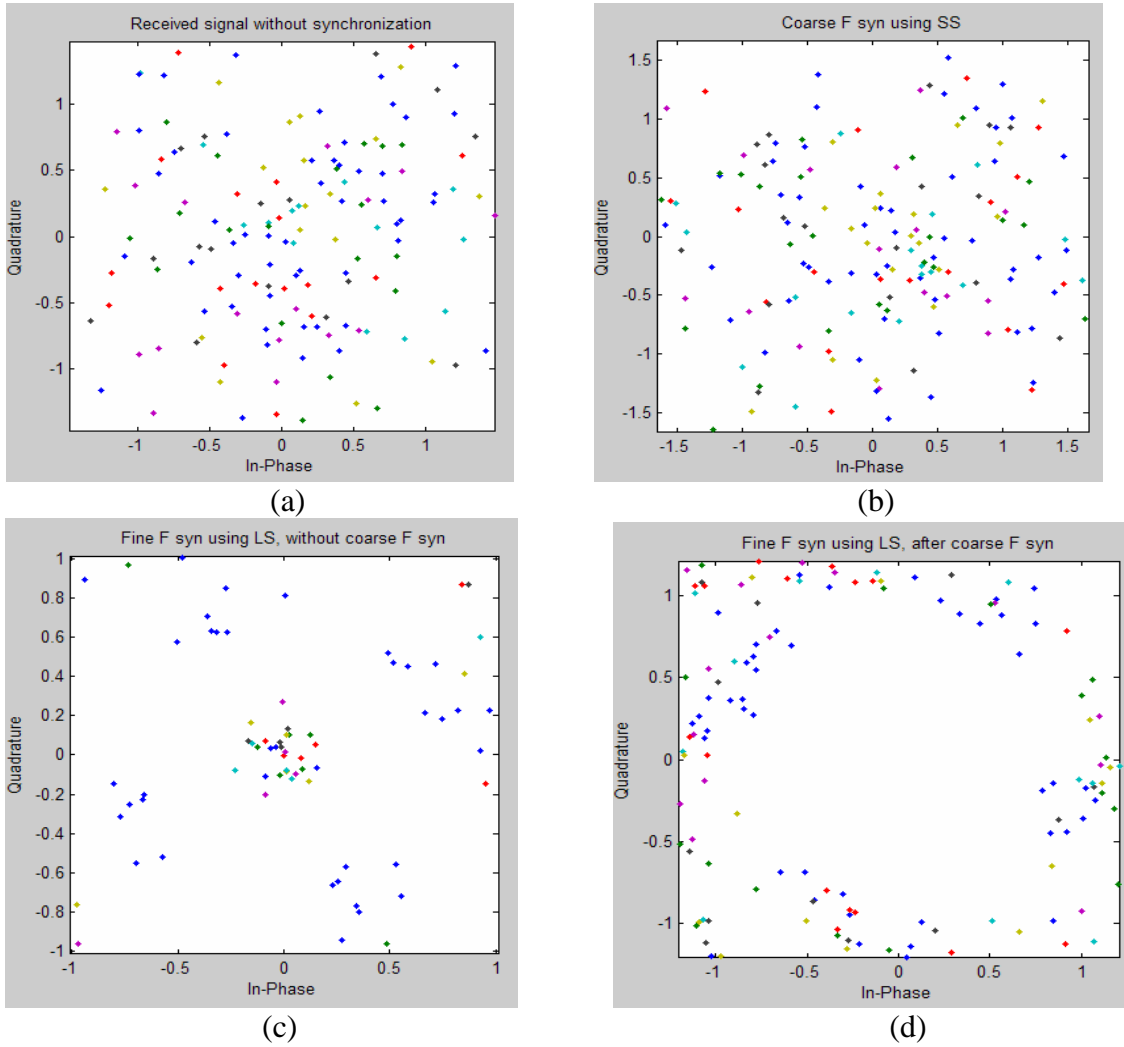 Received signal without synchronization
1
0.5
0
-0.5
-1
Quadrature
-1 -0.5 0 0.5 1
In-Phase
(a)
Coarse F syn using SS
1.5
1
0.5
0
-0.5
-1
-1.5
Quadrature
-1.5 -1 -0.5 0 0.5 1 1.5
In-Phase
(b)
Fine F syn using LS, without coarse F syn
1
0.8
0.6
0.4
0.2
0
-0.2
-0.4
-0.6
-0.8
-1
Quadrature
-1 -0.5 0 0.5 1
In-Phase
(c)
Fine F syn using LS, after coarse F syn
1
0.5
0
-0.5
-1
Quadrature
-1 -0.5 0 0.5 1
In-Phase
(d)